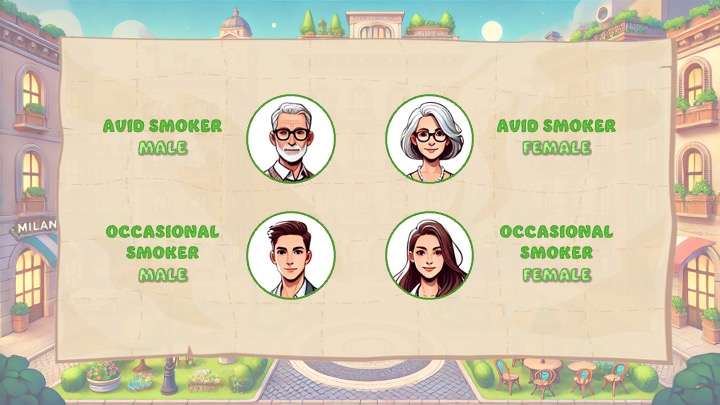 AVID SMOKER
MALE
AVID SMOKER
FEMALE
OCCASIONAL
SMOKER
MALE
OCCASIONAL
SMOKER
FEMALE
MILAN